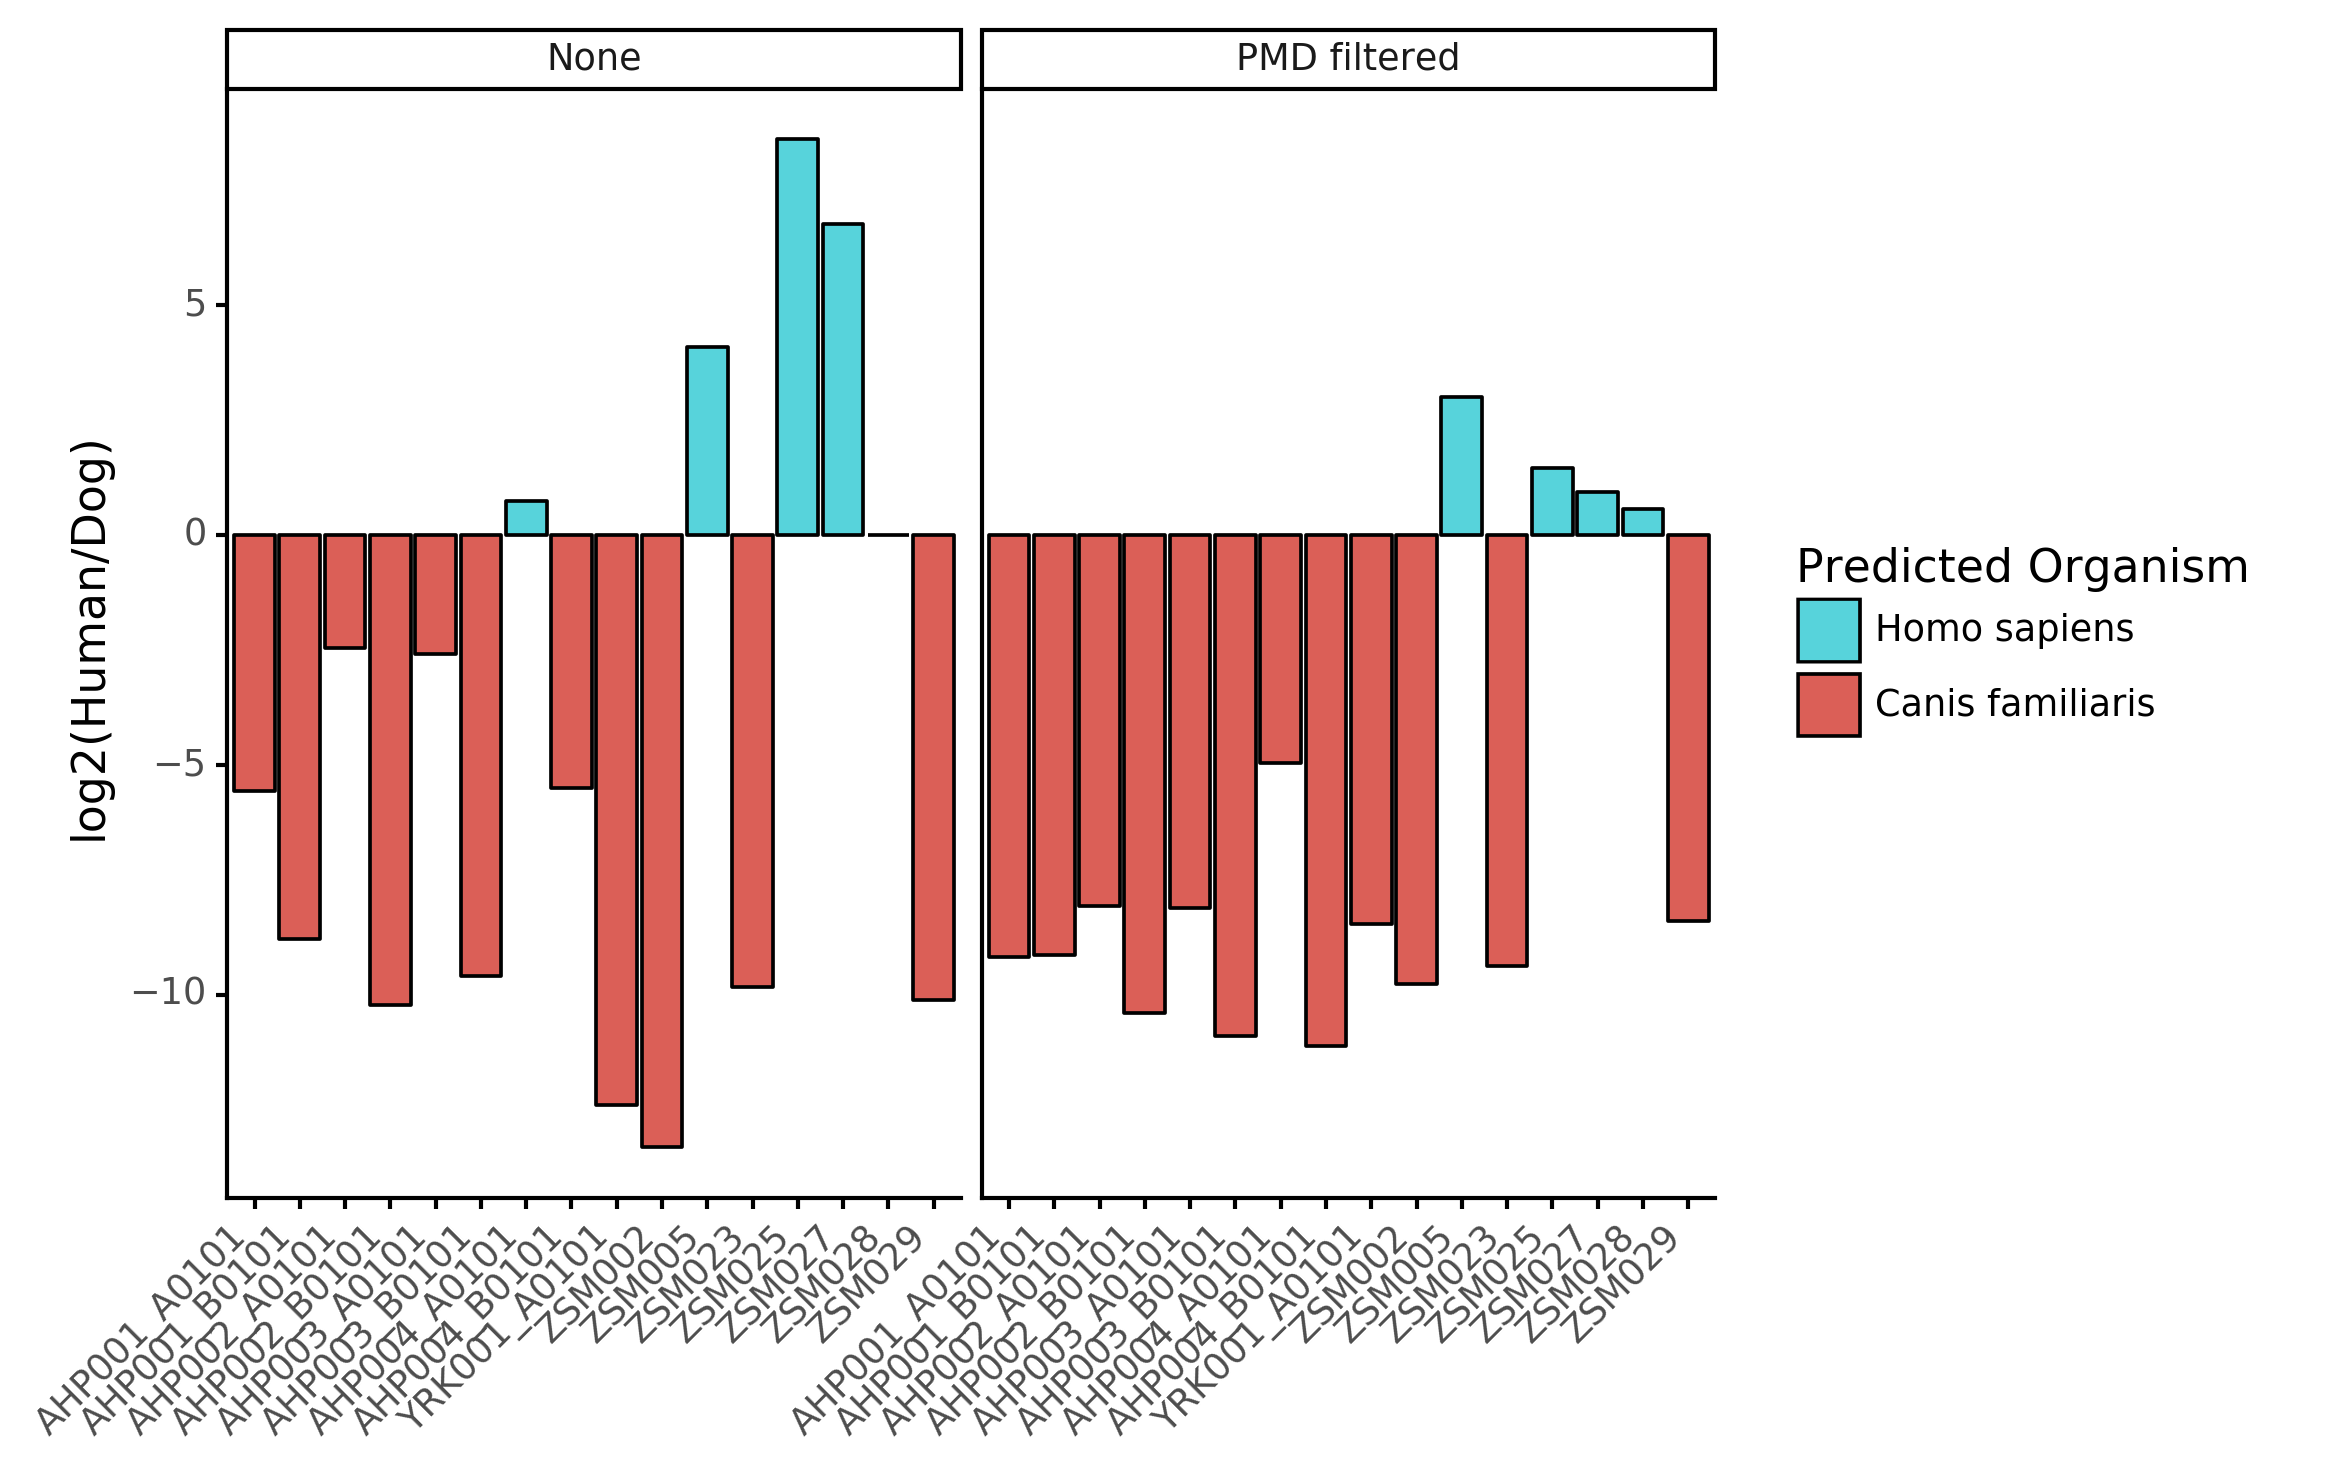 None
PMD filtered
log2(Human/Dog)
5
0
−5
−10
AHP001_A0101
AHP001_B0101
AHP002_A0101
AHP002_B0101
AHP003_A0101
AHP003_B0101
AHP004_A0101
AHP004_B0101
YRK001_A0101
ZSM002
ZSM005
ZSM023
ZSM025
ZSM027
ZSM028
ZSM029
AHP001_A0101
AHP001_B0101
AHP002_A0101
AHP002_B0101
AHP003_A0101
AHP003_B0101
AHP004_A0101
AHP004_B0101
YRK001_A0101
ZSM002
ZSM005
ZSM023
ZSM025
ZSM027
ZSM028
ZSM029
Predicted Organism
Homo sapiens
Canis familiaris